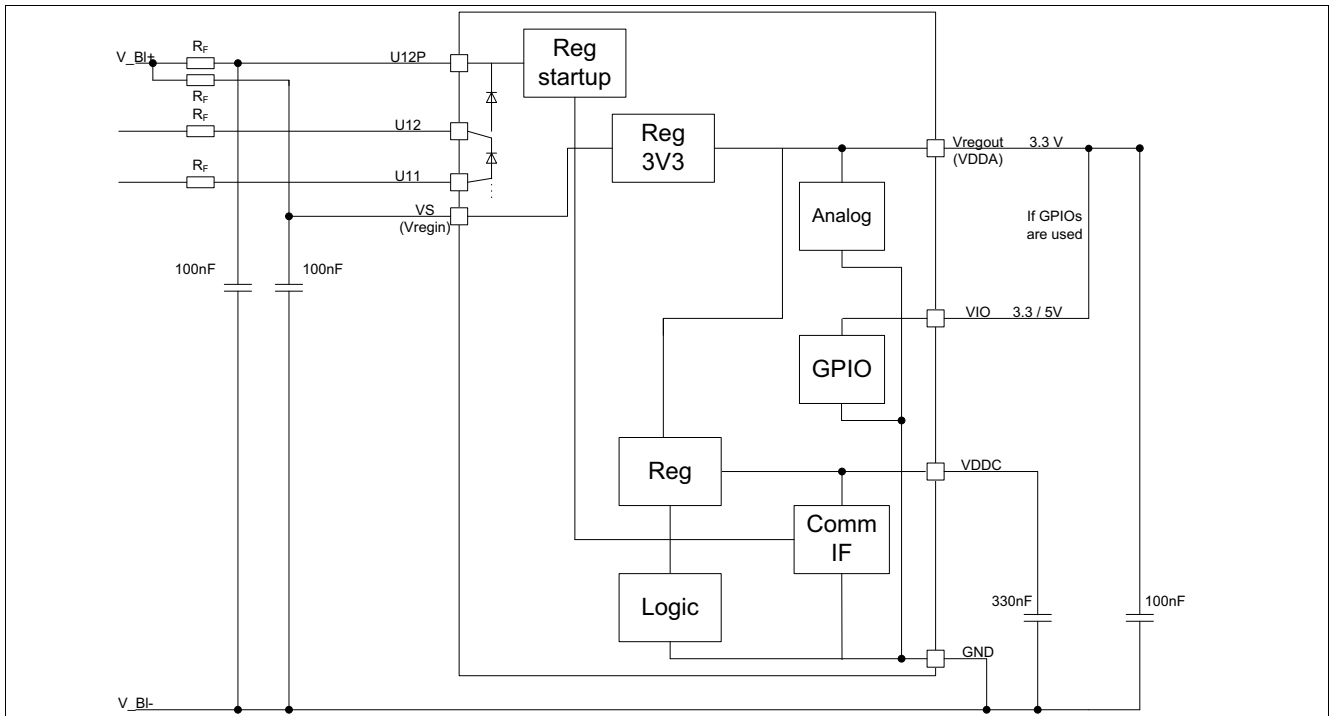 V_BI+
R_F
U12P
R_F
R_F
U12
R_F
U11
VS
(Vregin)
100nF
100nF
Reg
startup
Reg
3V3
Analog
GPIO
Reg
Comm
IF
Logic
Vregout 3.3 V
(VDDA)
If GPIOs
are used
VIO 3.3 / 5V
VDDC
330nF
100nF
GND
V_BI-